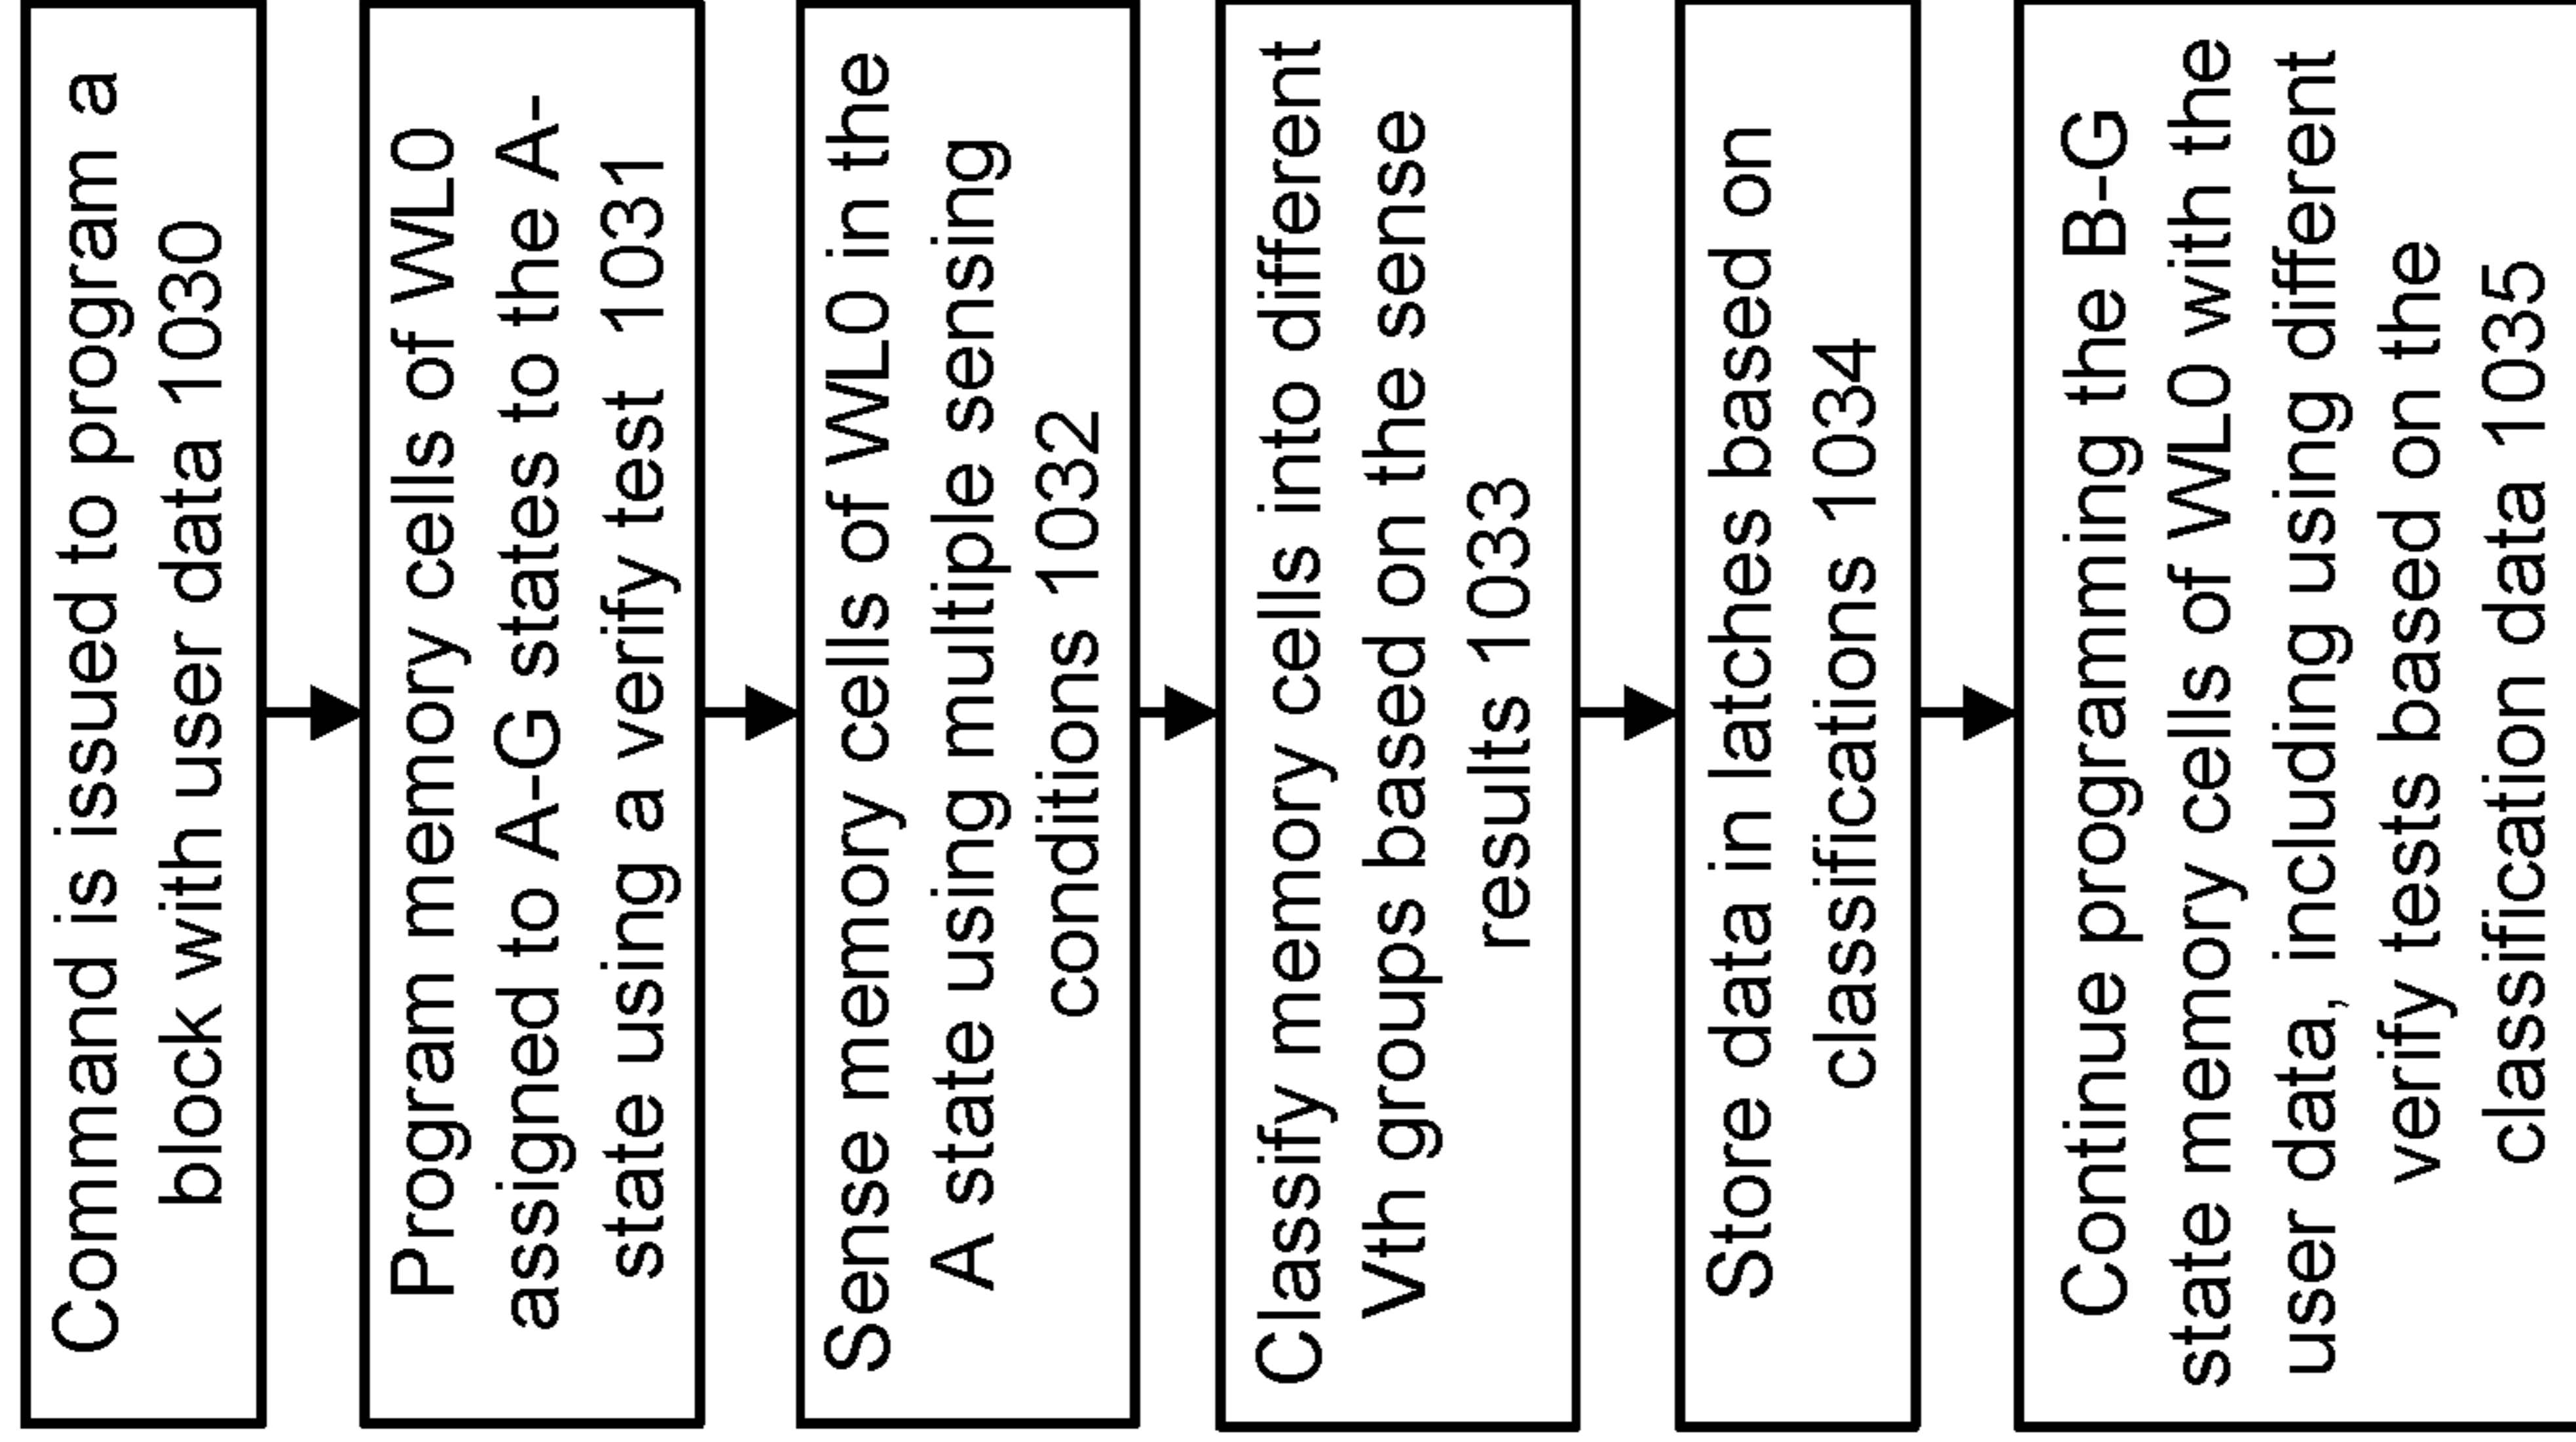 Command is issued to program a
block with user data 1030
Program memory cells of WL0
assigned to A-G states to the A-
state using a verify test 1031
Sense memory cells of WL0 in the
A state using multiple sensing
conditions 1032
Classify memory cells into different
Vth groups based on the sense
results 1033
Store data in latches based on
classifications 1034
Continue programming the B-G
state memory cells of WL0 with the
user data, including using different
verify tests based on the
classification data 1035